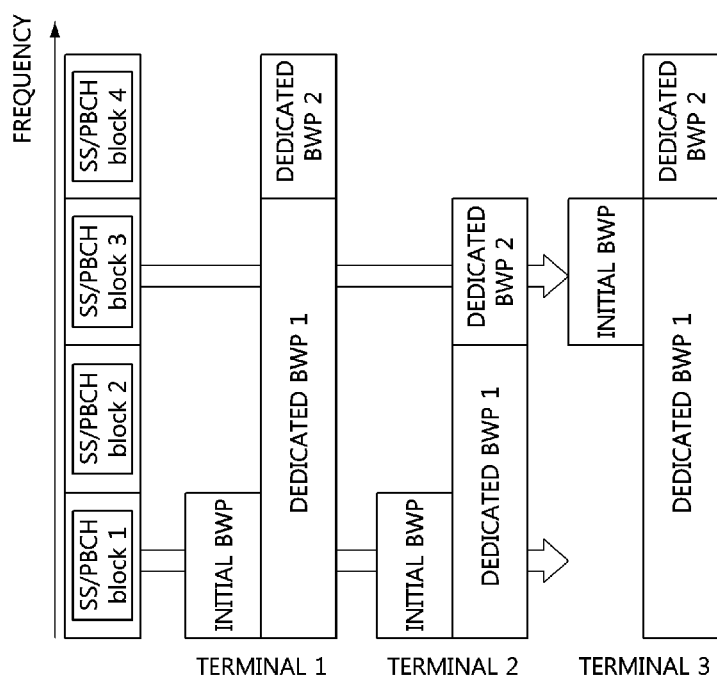 FREQUENCY
SS/PBCH
block 4
SS/PBCH
block 3
SS/PBCH
block 2
SS/PBCH
block 1
INITIAL BWP
DEDICATED BWP 1
DEDICATED
BWP 2
TERMINAL 1
INITIAL BWP
DEDICATED BWP 1
DEDICATED
BWP 2
TERMINAL 2
INITIAL BWP
DEDICATED BWP 1
DEDICATED
BWP 2
TERMINAL 3